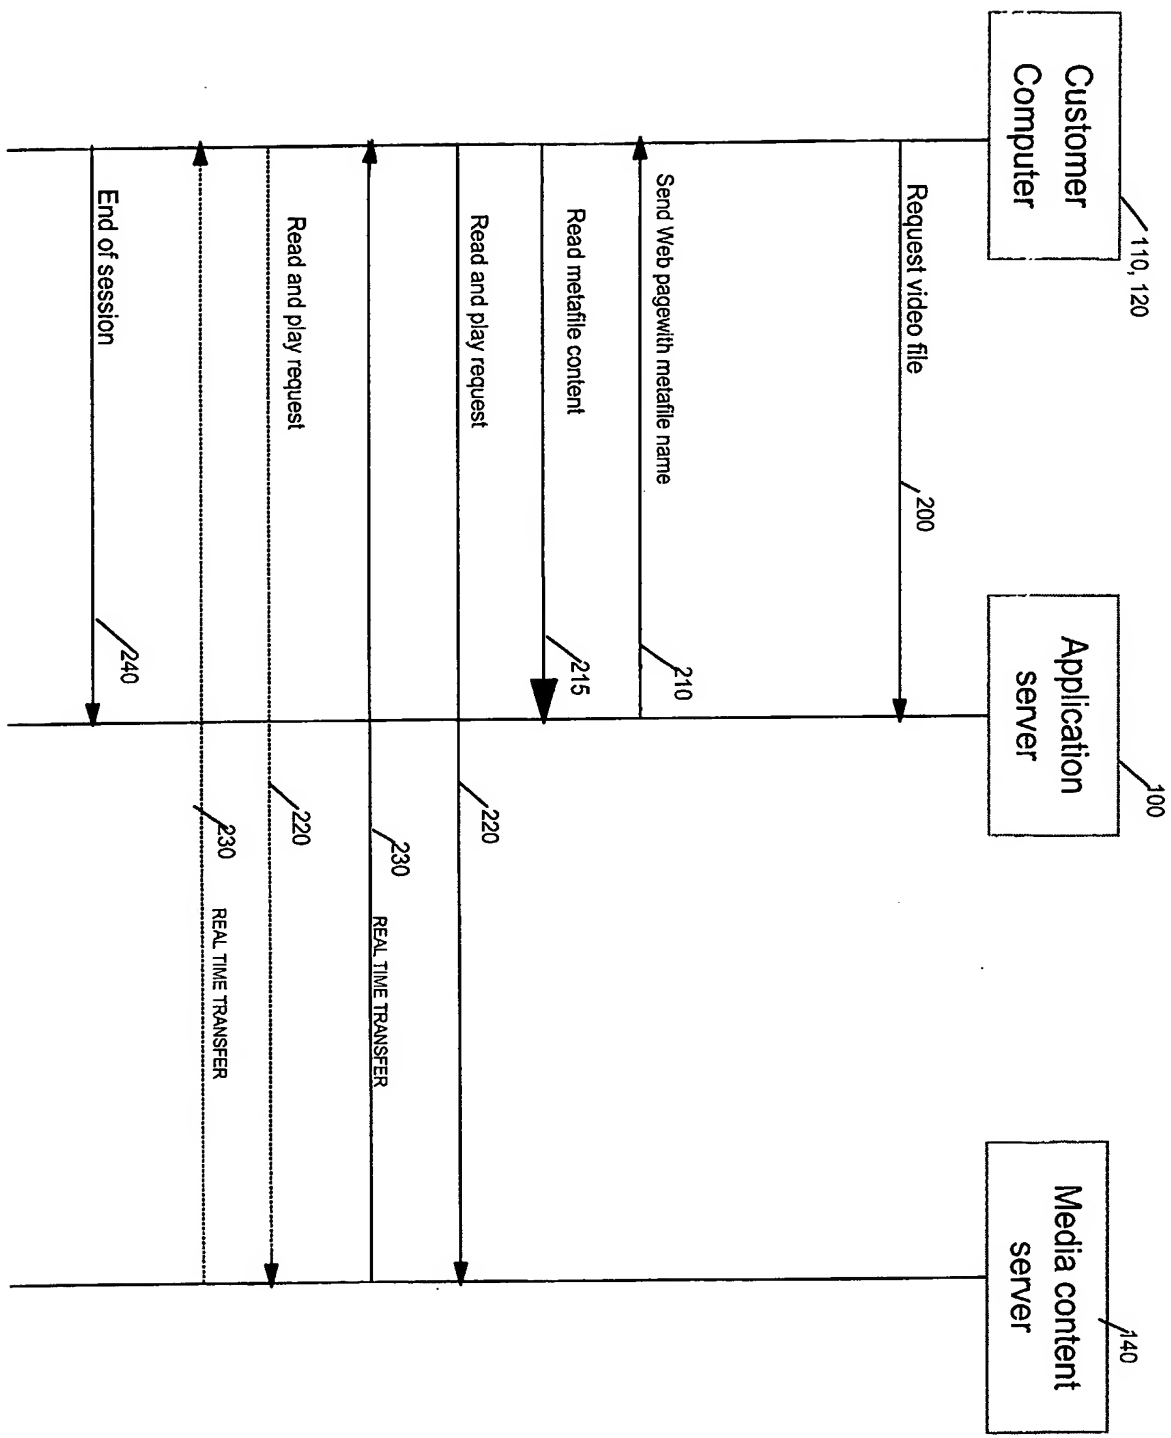 Customer
Computer
110, 120
Application
server
100
Media content
server
140
Request video file
200
Send Web pagewith metafile name
210
Read metafile content
215
Read and play request
220
230
REAL TIME TRANSFER
Read and play request
220
230
REAL TIME TRANSFER
End of session
240